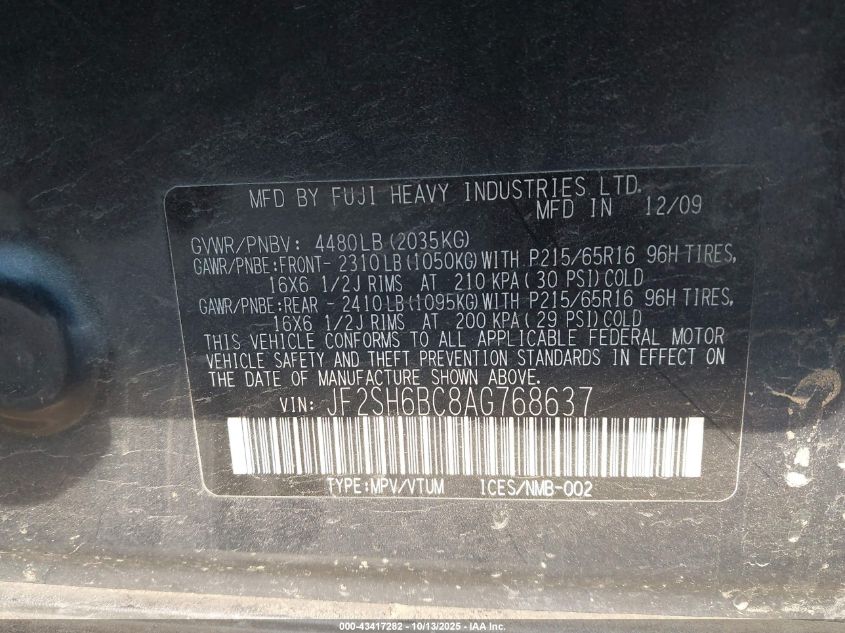 MFD BY FUJI HEAVY INDUSTRIES LTD.
MFD IN 12/09
GVWR/PNBV: 4480LB (2035KG)
GAWR/PNBE:FRONT- 2310LB (1050KG) WITH P215/65R16 96H TIRES,
16X6 1/2J RIMS AT 210 KPA (30 PSI) COLD
GAWR/PNBE:REAR - 2410LB (1095KG) WITH P215/65R16 96H TIRES,
16X6 1/2J RIMS AT 200 KPA (29 PSI) COLD
THIS VEHICLE CONFORMS TO ALL APPLICABLE FEDERAL MOTOR
VEHICLE SAFETY AND THEFT PREVENTION STANDARDS IN EFFECT ON
THE DATE OF MANUFACTURE SHOWN ABOVE.
VIN: JF2SH6BC8AG768637
TYPE:MPV/VTUM ICES/NMB-002
000-43417282 - 10/13/2025 - IAA Inc.